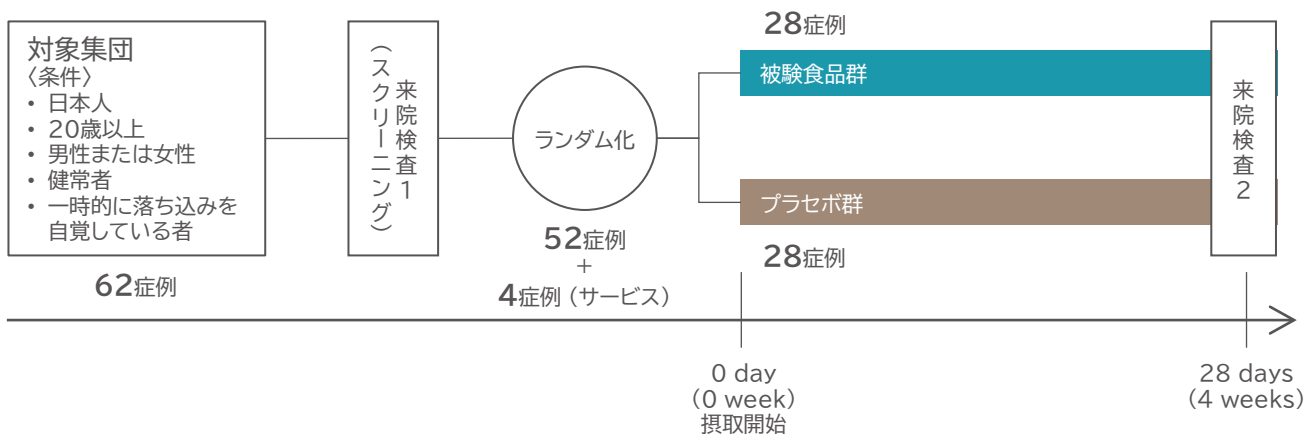 対象集団
〈条件〉
• 日本人
• 20歳以上
• 男性または女性
• 健常者
• 一時的に落ち込みを
自覚している者
62症例
来院検査1
（スクリーニング）
ランダム化
52症例
+
4症例（サービス）
28症例
被験食品群
プラセボ群
28症例
来院検査2
0 day
(0 week)
摂取開始
28 days
(4 weeks)